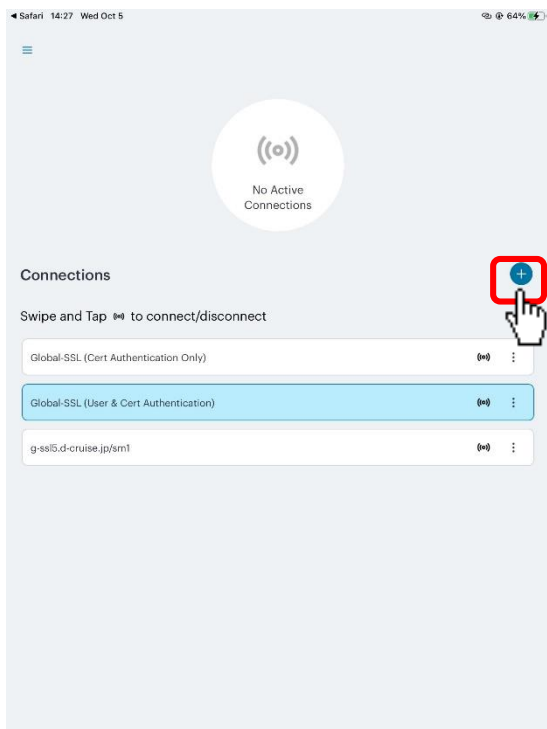 Safari 14:27 Wed Oct 5 64%
No Active
Connections
Connections
Swipe and Tap to connect/disconnect
Global-SSL (Cert Authentication Only)
Global-SSL (User & Cert Authentication)
g-ssl5.d-cruise.jp/sm1